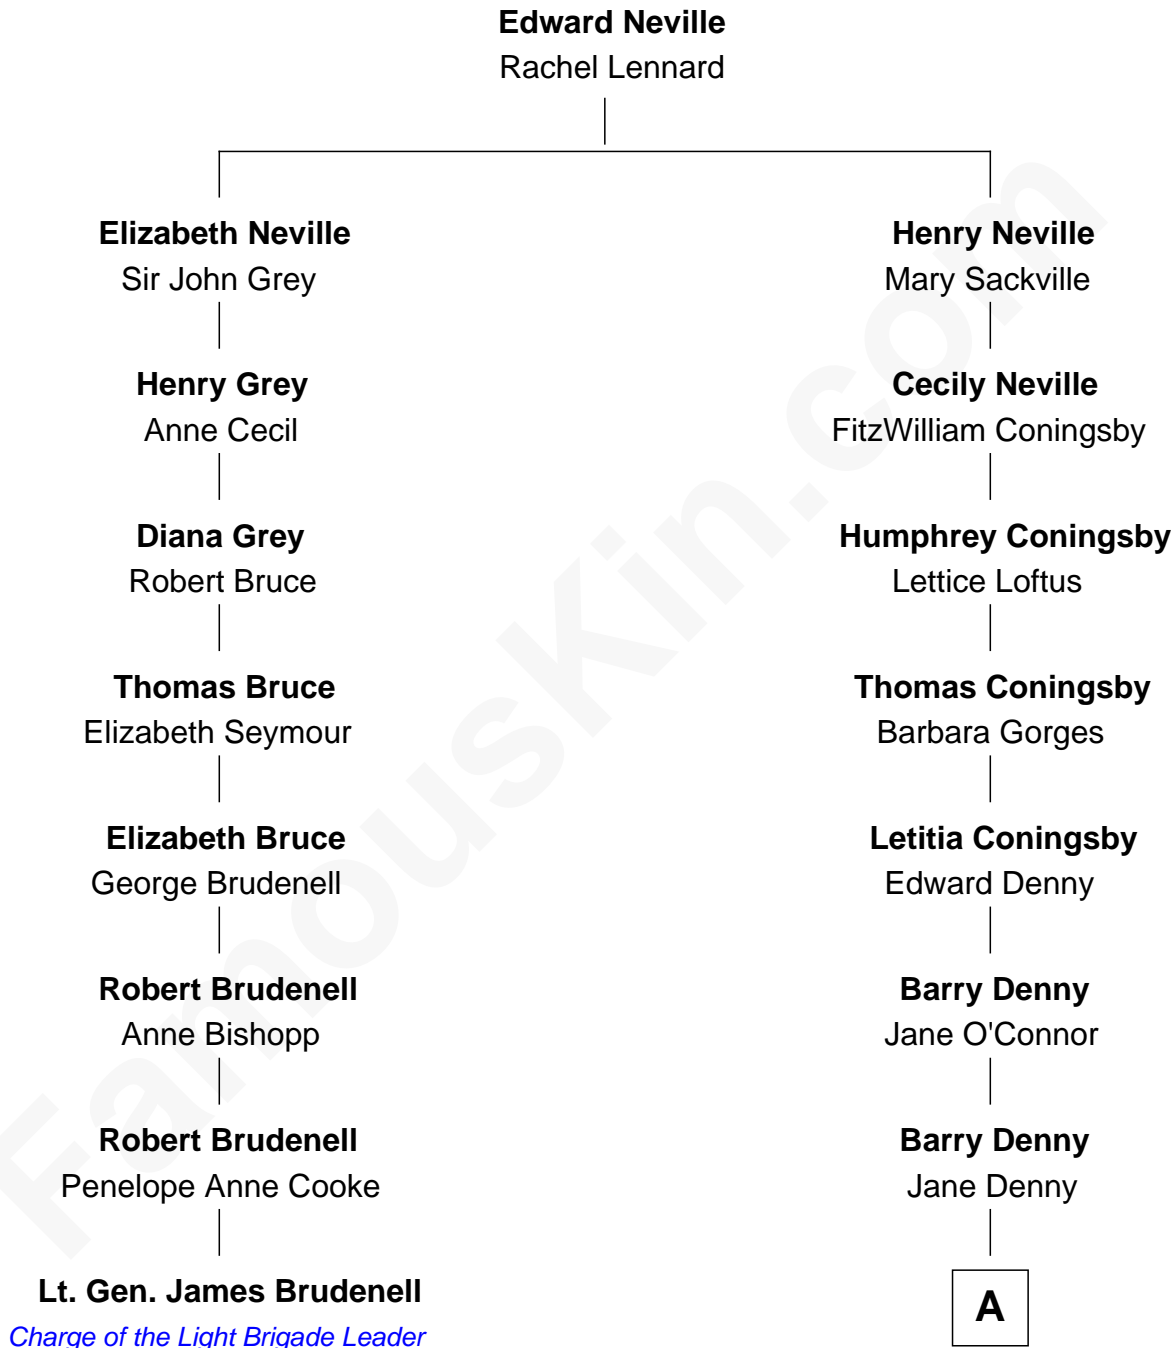 Edward Neville
Rachel Lennard
Elizabeth Neville
Sir John Grey
Henry Neville
Mary Sackville
Henry Grey
Anne Cecil
Cecily Neville
FitzWilliam Coningsby
Diana Grey
Robert Bruce
Humphrey Coningsby
Lettice Loftus
Thomas Bruce
Elizabeth Seymour
Thomas Coningsby
Barbara Gorges
Elizabeth Bruce
George Brudenell
Letitia Coningsby
Edward Denny
Robert Brudenell
Anne Bishopp
Barry Denny
Jane O'Connor
Robert Brudenell
Penelope Anne Cooke
Barry Denny
Jane Denny
Lt. Gen. James Brudenell
Charge of the Light Brigade Leader
A
FamousKin.com